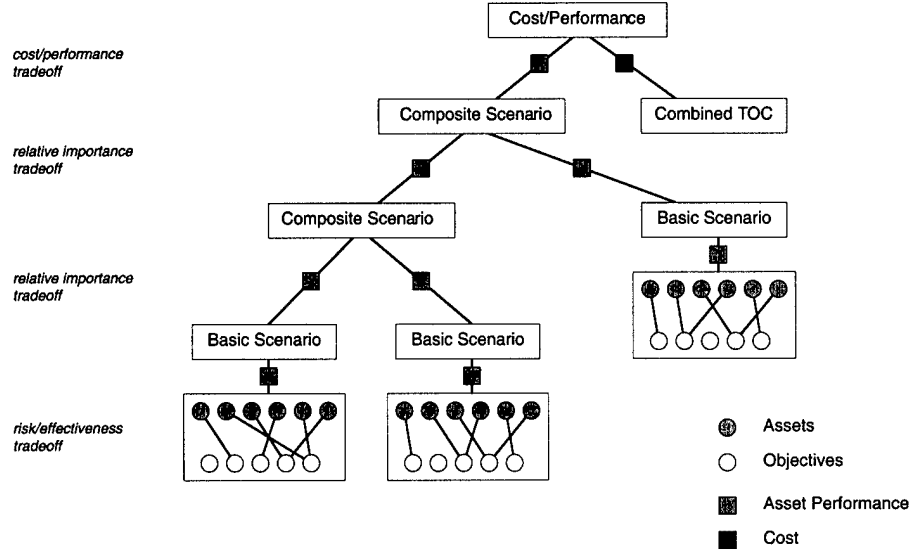 Cost/Performance
cost/performance
tradeoff
Composite Scenario
Combined TOC
relative importance
tradeoff
Composite Scenario
Basic Scenario
relative importance
tradeoff
Basic Scenario
Basic Scenario
risk/effectiveness
tradeoff
Assets
Objectives
Asset Performance
Cost